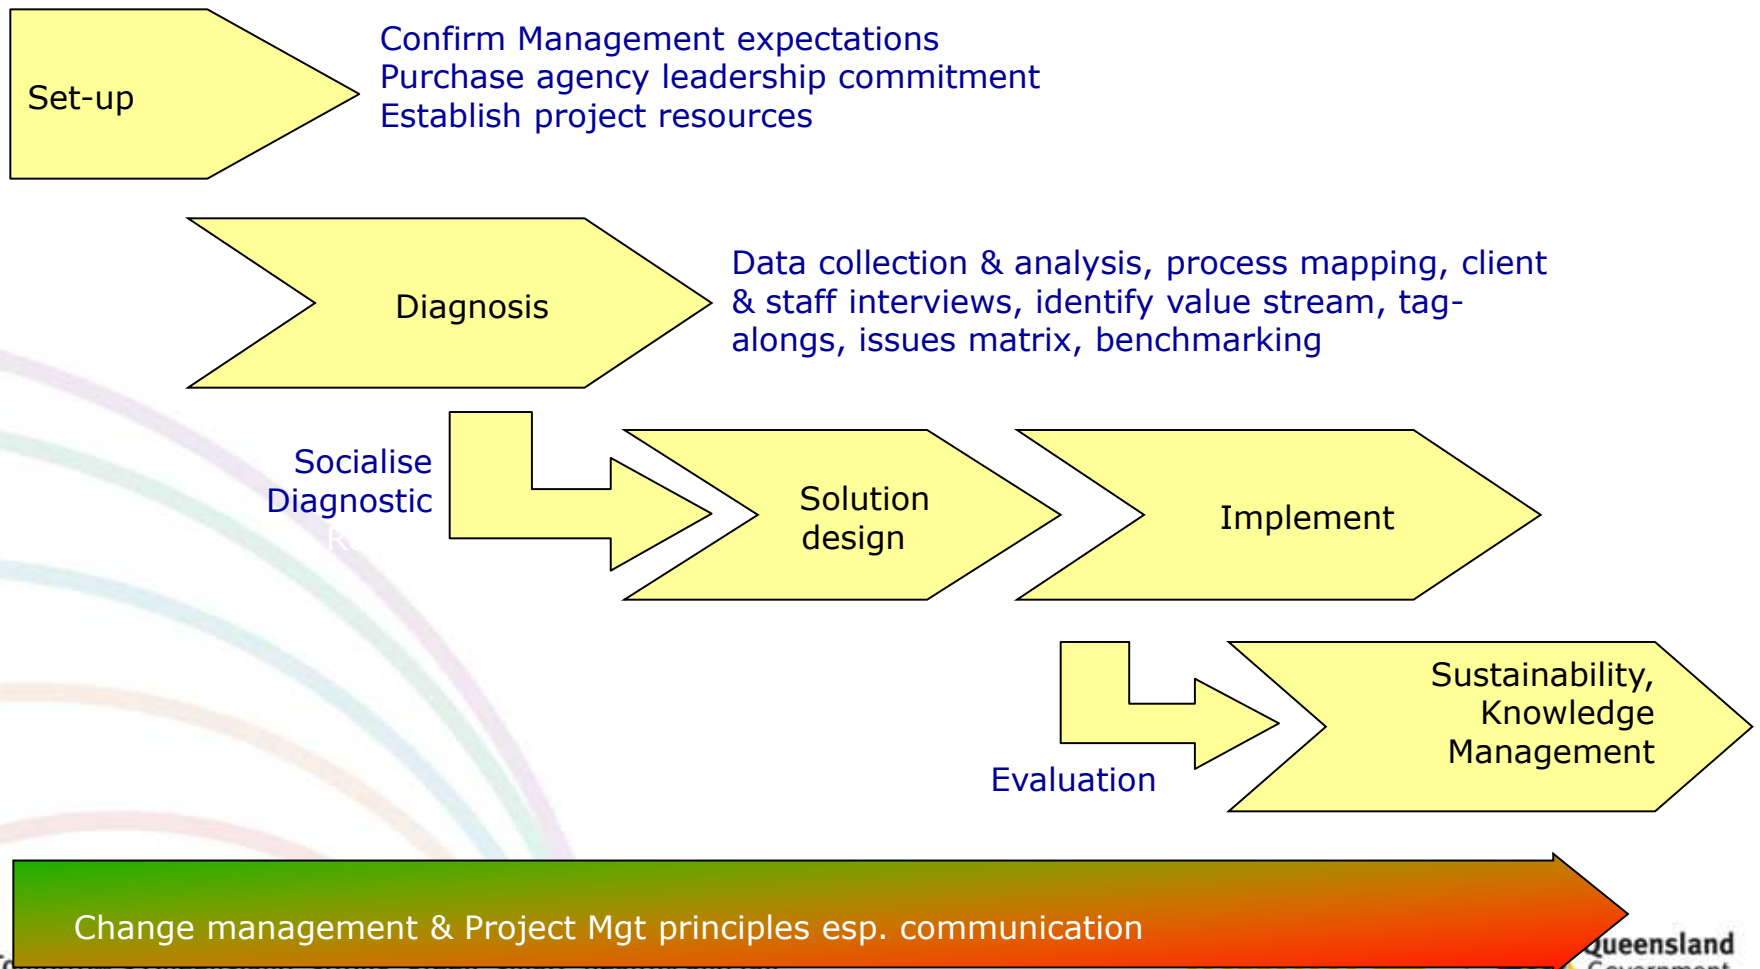 Set-up
Confirm Management expectations
Purchase agency leadership commitment
Establish project resources
Diagnosis
Data collection & analysis, process mapping, client
& staff interviews, identify value stream, tag-
alongs, issues matrix, benchmarking
Socialise
Diagnostic
Solution
design
Implement
Sustainability,
Knowledge
Management
Evaluation
Change management & Project Mgt principles esp. communication
Queensland
Government